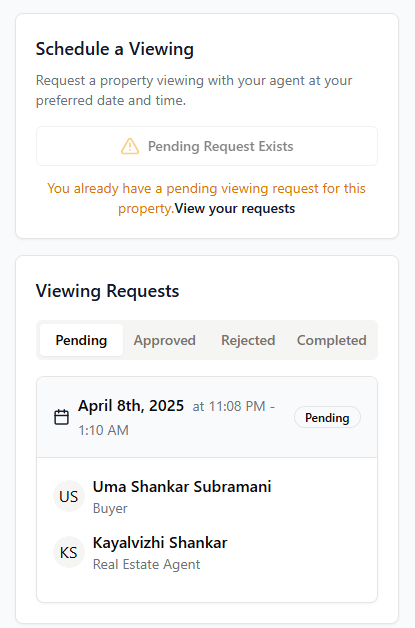 Schedule a Viewing
Request a property viewing with your agent at your
preferred date and time.
Pending Request Exists
You already have a pending viewing request for this
property.View your requests
Viewing Requests
Pending Approved Rejected Completed
April 8th, 2025 at 11:08 PM -
1:10 AM
Pending
US
Uma Shankar Subramani
Buyer
KS
Kayalvizhi Shankar
Real Estate Agent